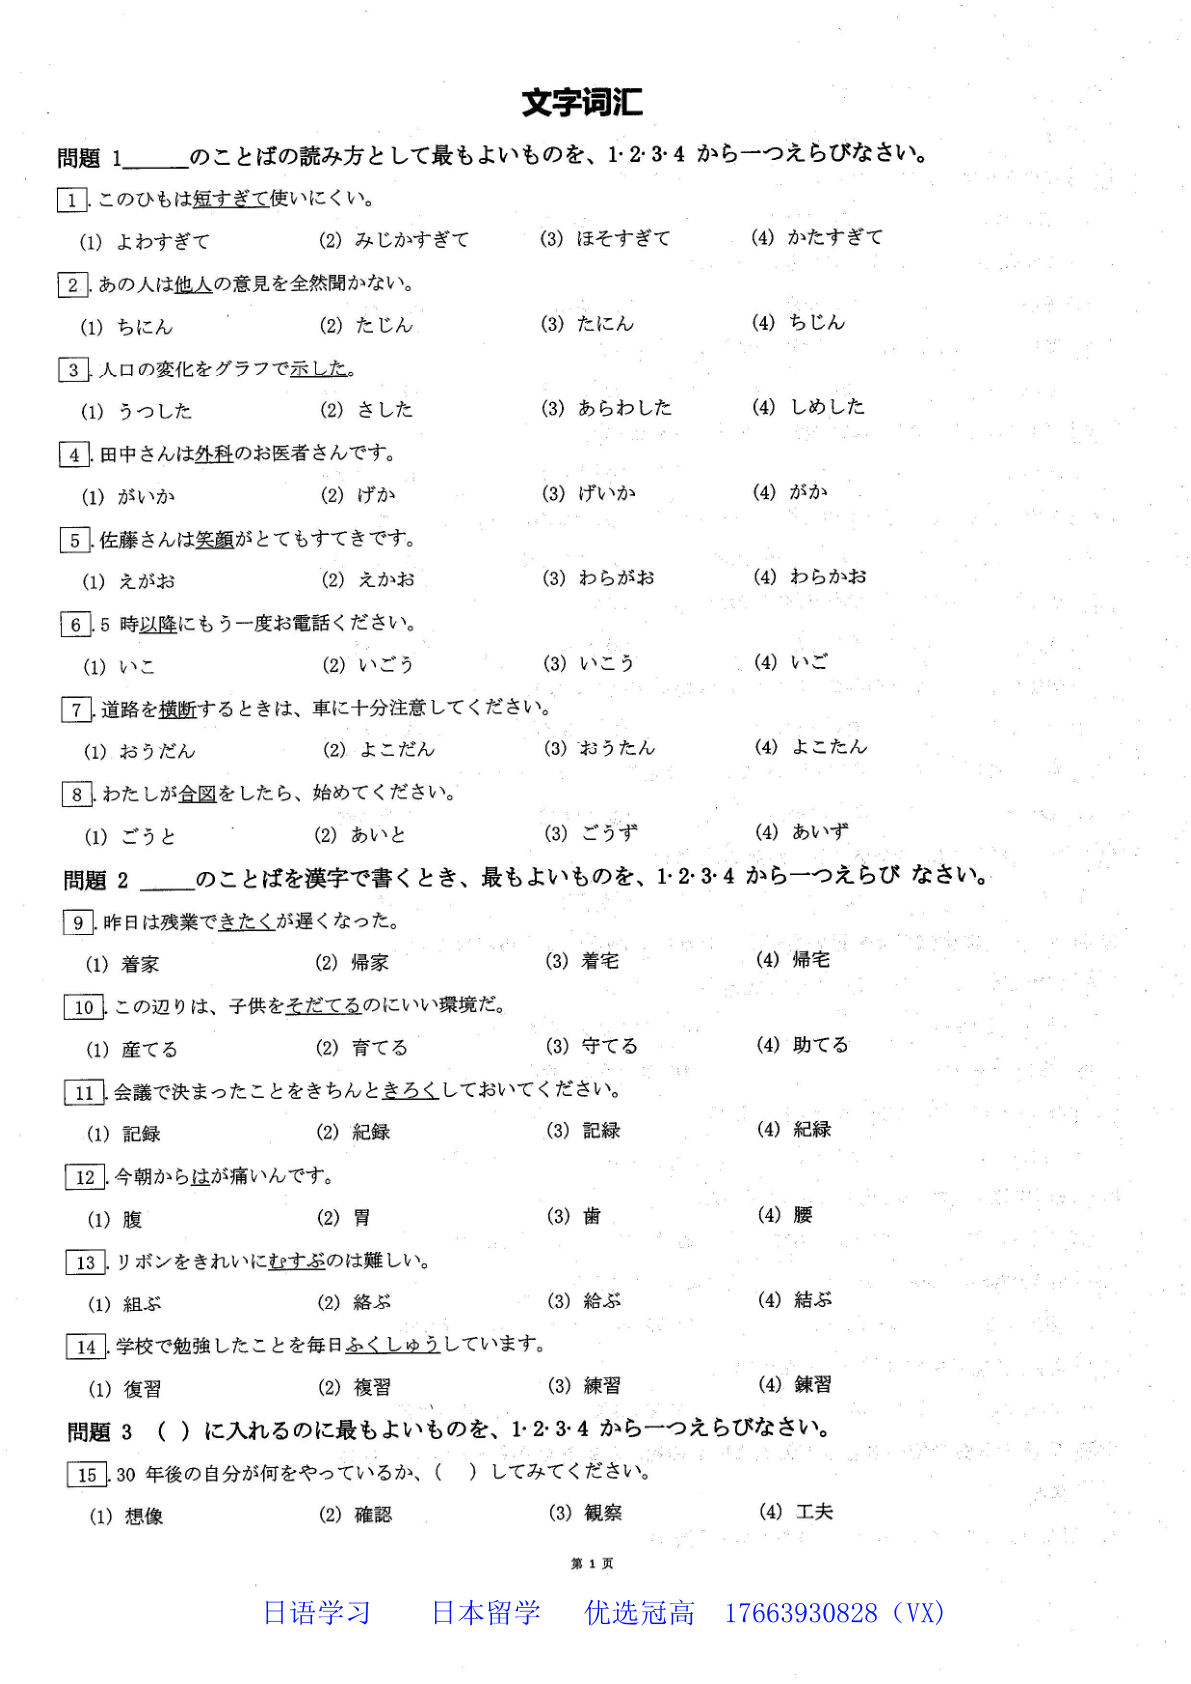 文字词汇
問題 1_____のことばの読み方として最もよいものを、1·2·3·4 から一つえらびなさい。
1.このひもは短すぎて使いにくい。
(1) よわすぎて (2) みじかすぎて (3) ほそすぎて (4) かたすぎて
2.あの人は他人の意見を全然聞かない。
(1) ちにん (2) たじん (3) たにん (4) ちじん
3.人口の変化をグラフで示した。
(1) うつした (2) さした (3) あらわした (4) しめした
4.田中さんは外科のお医者さんです。
(1) がいか (2) げか (3) げいか (4) がか
5.佐藤さんは笑顔がとてもすてきです。
(1) えがお (2) えかお (3) わらがお (4) わらかお
6.5 時以降にもう一度お電話ください。
(1) いこ (2) いごう (3) いこう (4) いご
7.道路を横断するときは、車に十分注意してください。
(1) おうだん (2) よこだん (3) おうたん (4) よこたん
8.わたしが合図をしたら、始めてください。
(1) ごうと (2) あいと (3) ごうず (4) あいず
問題 2 ____のことばを漢字で書くとき、最もよいものを、1·2·3·4 から一つえらび なさい。
9.昨日は残業できたくが遅くなった。
(1) 着家 (2) 帰家 (3) 着宅 (4) 帰宅
10.この辺りは、子供をそだてるのにいい環境だ。
(1) 産てる (2) 育てる (3) 守てる (4) 助てる
11.会議で決まったことをきちんときろくしておいてください。
(1) 記録 (2) 紀録 (3) 記緑 (4) 紀緑
12.今朝からはが痛いんです。
(1) 腹 (2) 胃 (3) 歯 (4) 腰
13.リボンをきれいにむすぶのは難しい。
(1) 組ぶ (2) 絡ぶ (3) 給ぶ (4) 結ぶ
14.学校で勉強したことを毎日ふくしゅうしています。
(1) 復習 (2) 複習 (3) 練習 (4) 錬習
問題 3 ( ) に入れるのに最もよいものを、1·2·3·4 から一つえらびなさい。
15.30 年後の自分が何をやっているか、( ) してみてください。
(1) 想像 (2) 確認 (3) 観察 (4) 工夫
第 1 页
日语学习 日本留学 优选冠高 17663930828（VX）